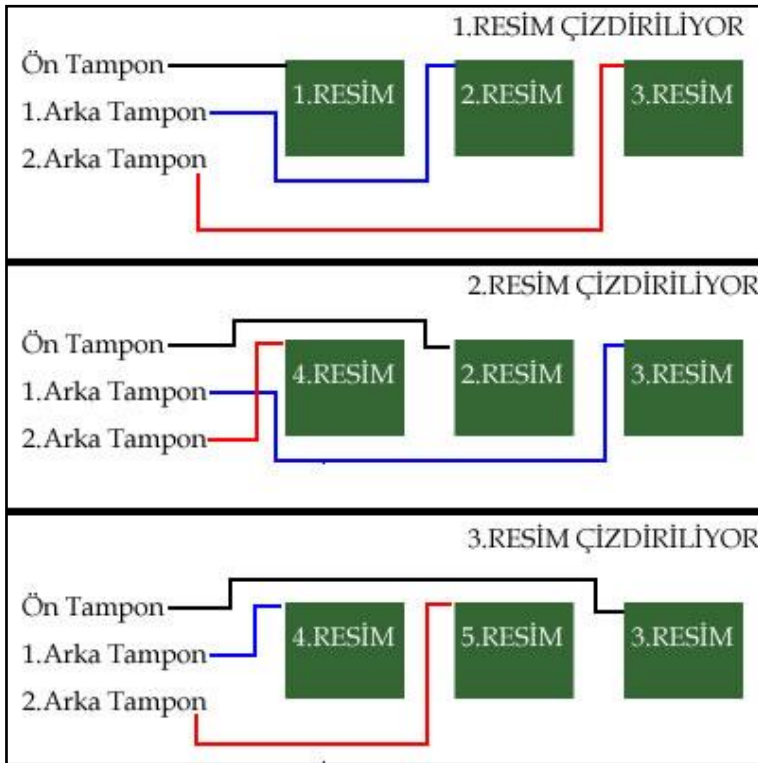 1.RESİM ÇİZDİRİLİYOR
Ön Tampon
1.RESİM
2.RESİM
3.RESİM
1.Arka Tampon
2.Arka Tampon
2.RESİM ÇİZDİRİLİYOR
Ön Tampon
4.RESİM
2.RESİM
3.RESİM
1.Arka Tampon
2.Arka Tampon
3.RESİM ÇİZDİRİLİYOR
Ön Tampon
4.RESİM
5.RESİM
3.RESİM
1.Arka Tampon
2.Arka Tampon